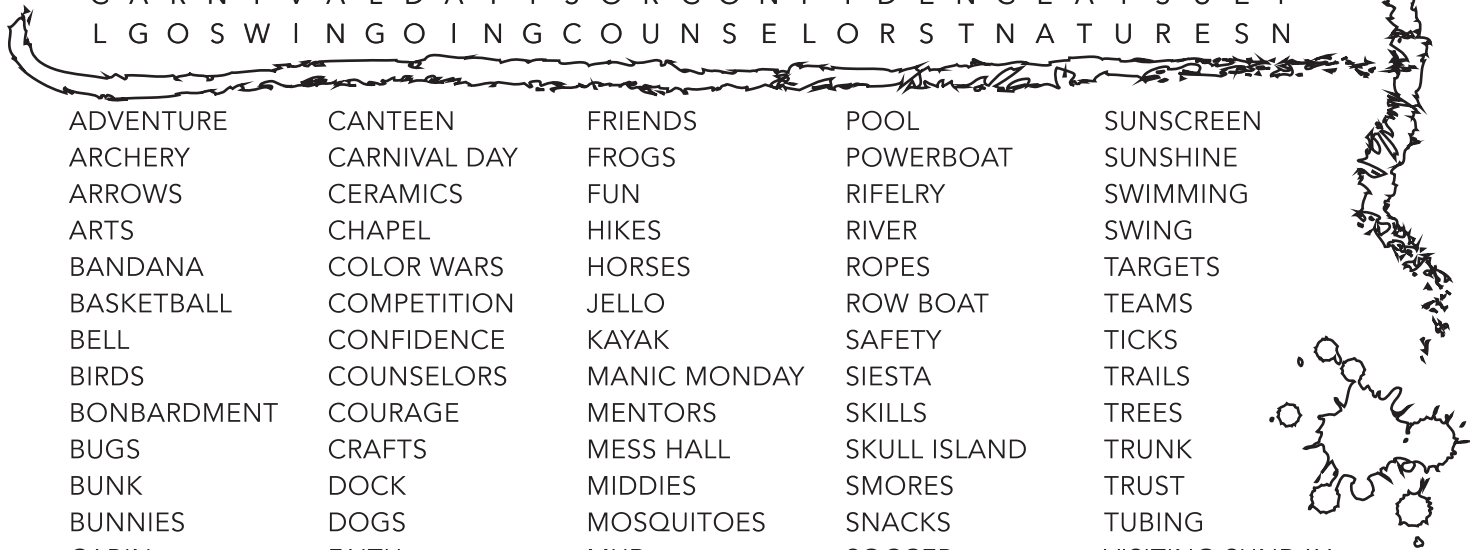 L G O S W I N G O I N G C O U N S E L O R S T N A T U R E S N
ADVENTURE
ARCHERY
ARROWS
ARTS
BANDANA
BASKETBALL
BELL
BIRDS
BONBARDMENT
BUGS
BUNK
BUNNIES
CANTEEN
CARNIVAL DAY
CERAMICS
CHAPEL
COLOR WARS
COMPETITION
CONFIDENCE
COUNSELORS
COURAGE
CRAFTS
DOCK
DOGS
FRIENDS
FROGS
FUN
HIKES
HORSES
JELLO
KAYAK
MANIC MONDAY
MENTORS
MESS HALL
MIDDIES
MOSQUITOES
POOL
POWERBOAT
RIFELRY
RIVER
ROPES
ROW BOAT
SAFETY
SIESTA
SKILLS
SKULL ISLAND
SMORES
SNACKS
SUNSCREEN
SUNSHINE
SWIMMING
SWING
TARGETS
TEAMS
TICKS
TRAILS
TREES
TRUNK
TRUST
TUBING